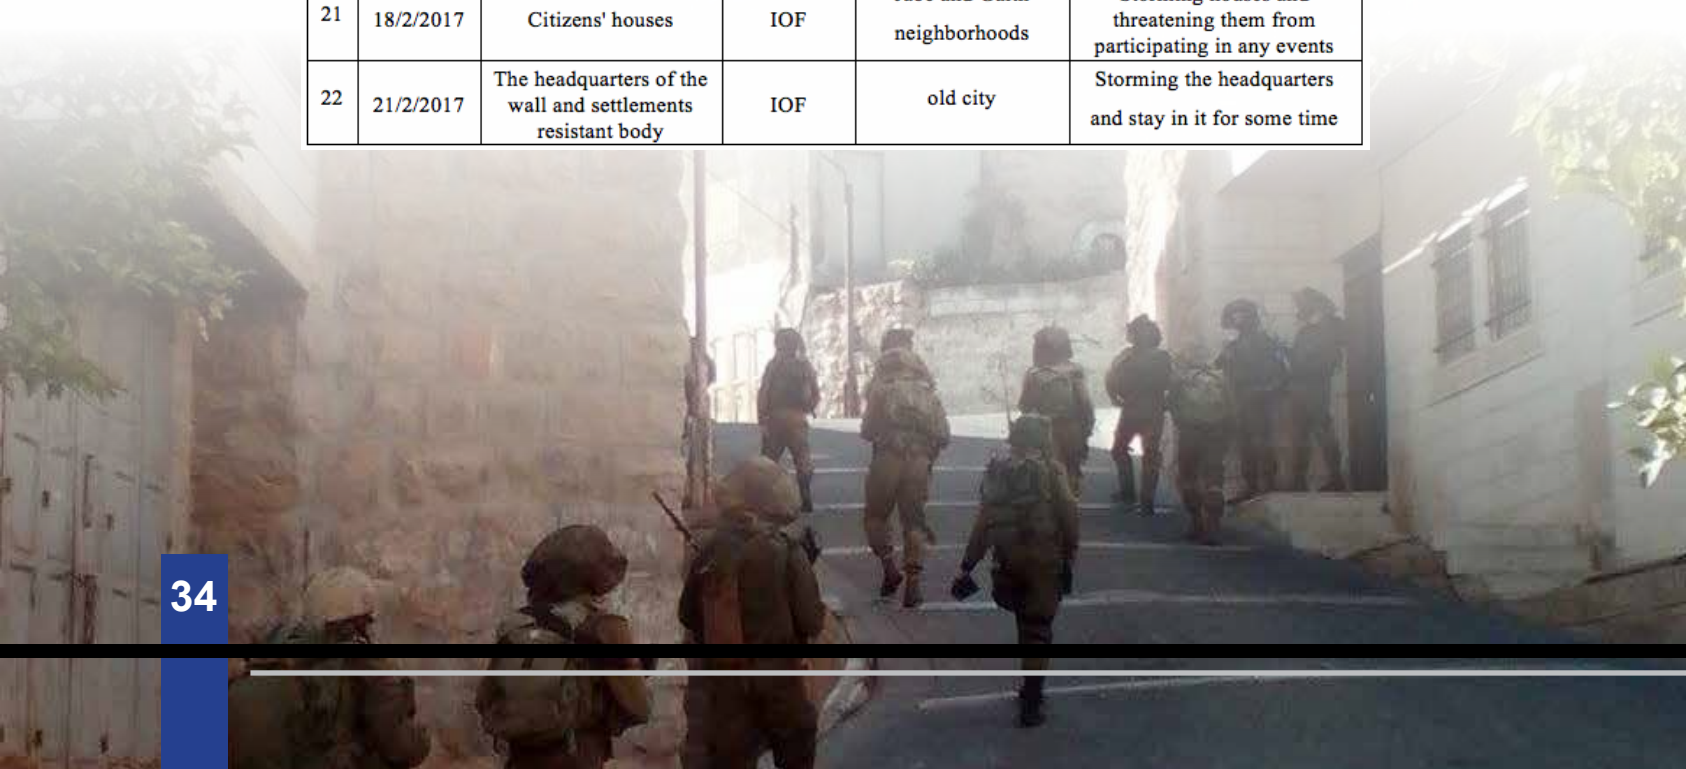 21
18/2/2017
Citizens' houses
IOF
neighborhoods
threatening them from
participating in any events
22
21/2/2017
The headquarters of the
wall and settlements
resistant body
IOF
old city
Storming the headquarters
and stay in it for some time
34